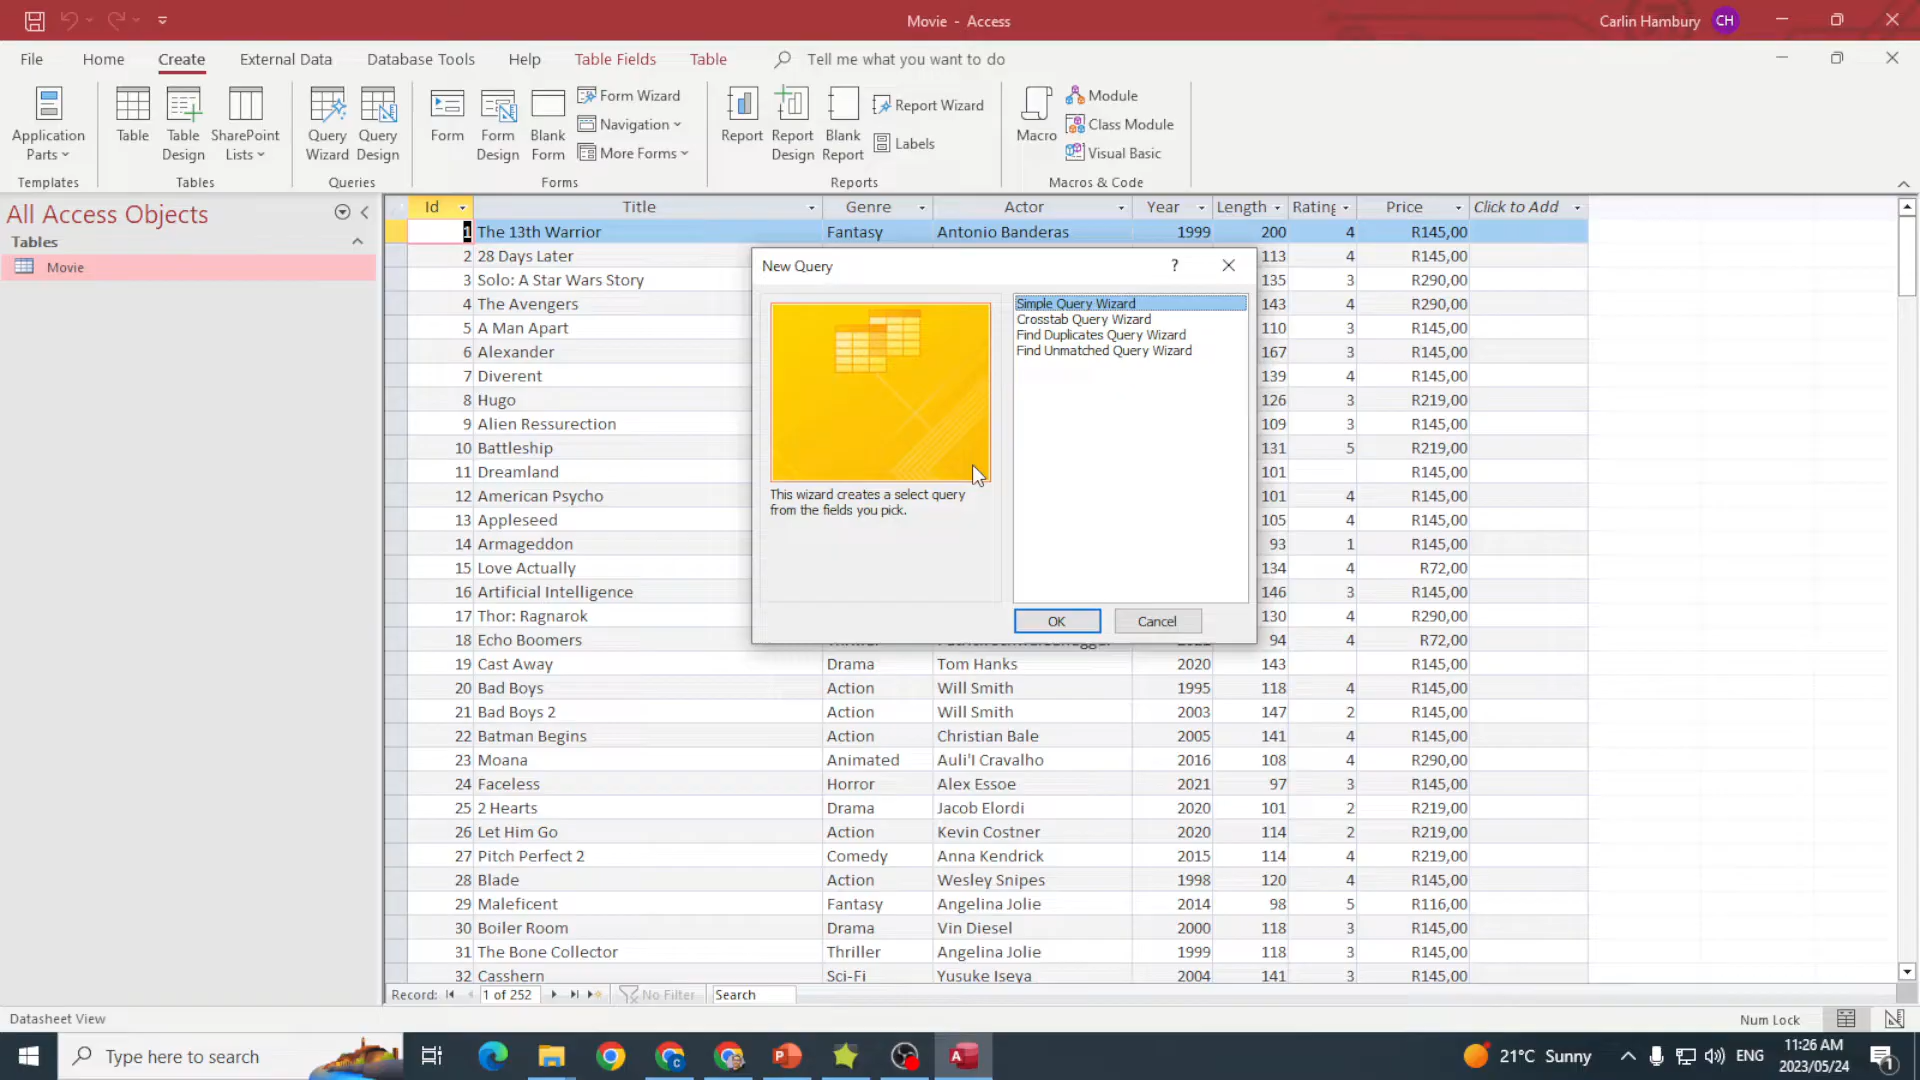 Movie - Access
Carlin Hambury CH
File Home Create External Data Database Tools Help Table Fields Table Tell me what you want to do
Application Parts
Templates
Table
Table Design
SharePoint Lists
Tables
Query Wizard
Query Design
Queries
Form
Form Design
Blank Form
Form Wizard
Navigation
More Forms
Forms
Report
Report Design
Blank Report
Report Wizard
Labels
Reports
Macro
Module
Class Module
Visual Basic
Macros & Code
All Access Objects
Tables
Movie
Id Title Genre Actor Year Length Rating Price Click to Add
1 The 13th Warrior Fantasy Antonio Banderas 1999 200 4 R145,00
2 28 Days Later 113 4 R145,00
3 Solo: A Star Wars Story 135 3 R290,00
4 The Avengers 143 4 R290,00
5 A Man Apart 110 3 R145,00
6 Alexander 167 3 R145,00
7 Diverent 139 4 R145,00
8 Hugo 126 3 R219,00
9 Alien Ressurection 109 3 R145,00
10 Battleship 131 5 R219,00
11 Dreamland 101 R145,00
12 American Psycho 101 4 R145,00
13 Appleseed 105 4 R145,00
14 Armageddon 93 1 R145,00
15 Love Actually 134 4 R72,00
16 Artificial Intelligence 146 3 R145,00
17 Thor: Ragnarok 130 4 R290,00
18 Echo Boomers 94 4 R72,00
19 Cast Away Drama Tom Hanks 2020 143 R145,00
20 Bad Boys Action Will Smith 1995 118 4 R145,00
21 Bad Boys 2 Action Will Smith 2003 147 2 R145,00
22 Batman Begins Action Christian Bale 2005 141 4 R145,00
23 Moana Animated Auli'I Cravalho 2016 108 4 R290,00
24 Faceless Horror Alex Essoe 2021 97 3 R145,00
25 2 Hearts Drama Jacob Elordi 2020 101 2 R219,00
26 Let Him Go Action Kevin Costner 2020 114 2 R219,00
27 Pitch Perfect 2 Comedy Anna Kendrick 2015 114 4 R219,00
28 Blade Action Wesley Snipes 1998 120 4 R145,00
29 Maleficent Fantasy Angelina Jolie 2014 98 5 R116,00
30 Boiler Room Drama Vin Diesel 2000 118 3 R145,00
31 The Bone Collector Thriller Angelina Jolie 1999 118 3 R145,00
32 Casshern Sci-Fi Yusuke Iseya 2004 141 3 R145,00
New Query ?
Simple Query Wizard
Crosstab Query Wizard
Find Duplicates Query Wizard
Find Unmatched Query Wizard
This wizard creates a select query
from the fields you pick.
OK Cancel
Record: 1 of 252 No Filter Search
Datasheet View Num Lock
Type here to search
21°C Sunny ENG
11:26 AM
2023/05/24
1